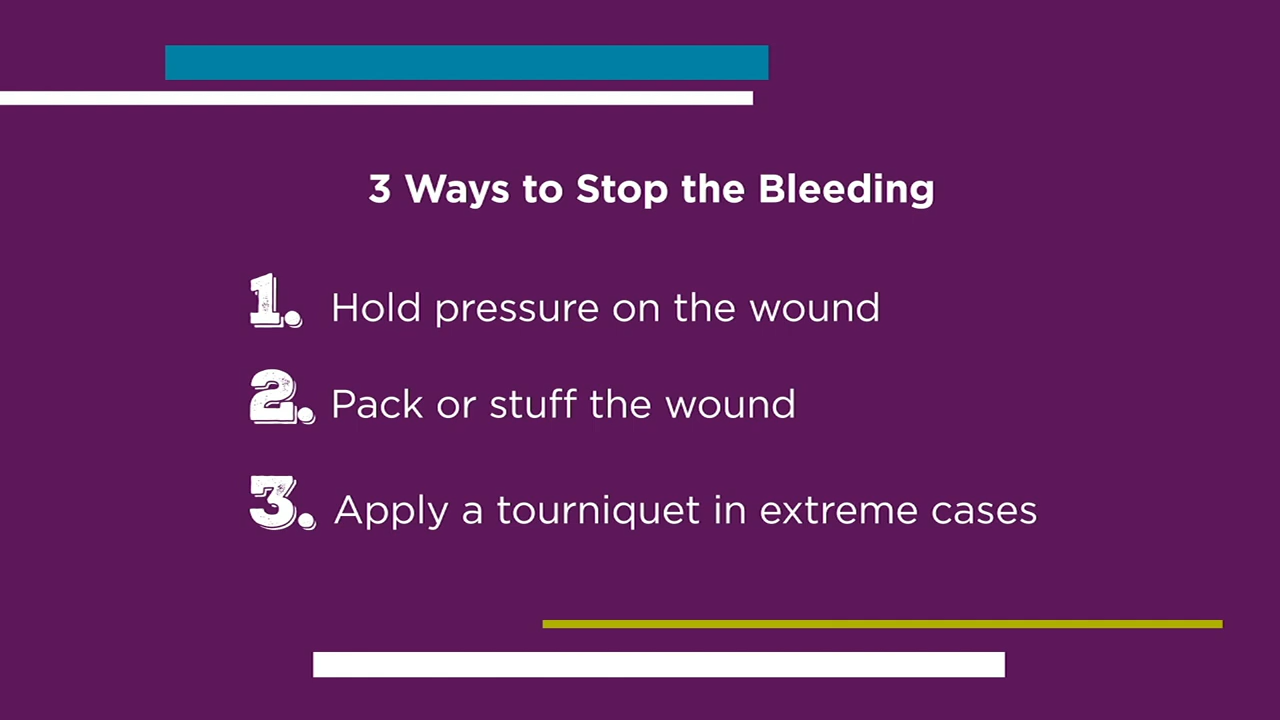 3 Ways to Stop the Bleeding
1. Hold pressure on the wound
2. Pack or stuff the wound
3. Apply a tourniquet in extreme cases